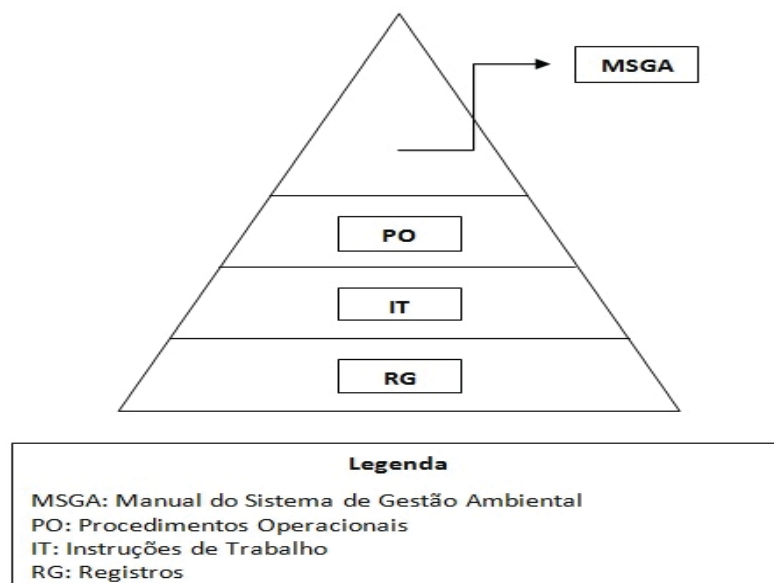 MSGA
PO
IT
RG
Legenda
MSGA: Manual do Sistema de Gestão Ambiental
PO: Procedimentos Operacionais
IT: Instruções de Trabalho
RG: Registros